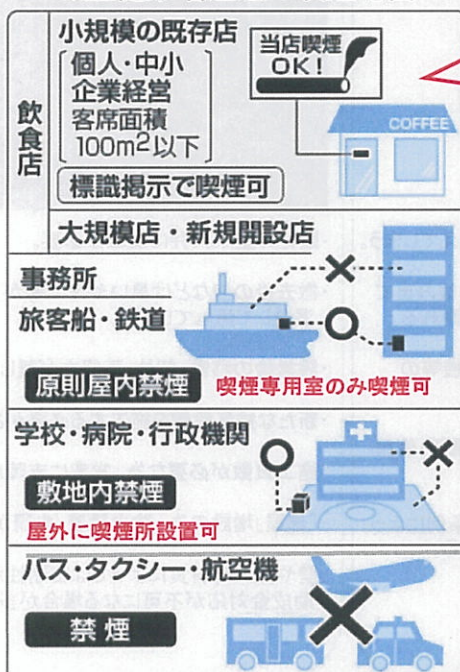 小規模の既存店
個人・中小
企業経営
客席面積
100m²以下
標識掲示で喫煙可
当店喫煙
OK!
COFFEE
飲食店
大規模店・新規開設店
事務所
旅客船・鉄道
原則屋内禁煙
喫煙専用室のみ喫煙可
学校・病院・行政機関
敷地内禁煙
屋外に喫煙所設置可
バス・タクシー・航空機
禁煙